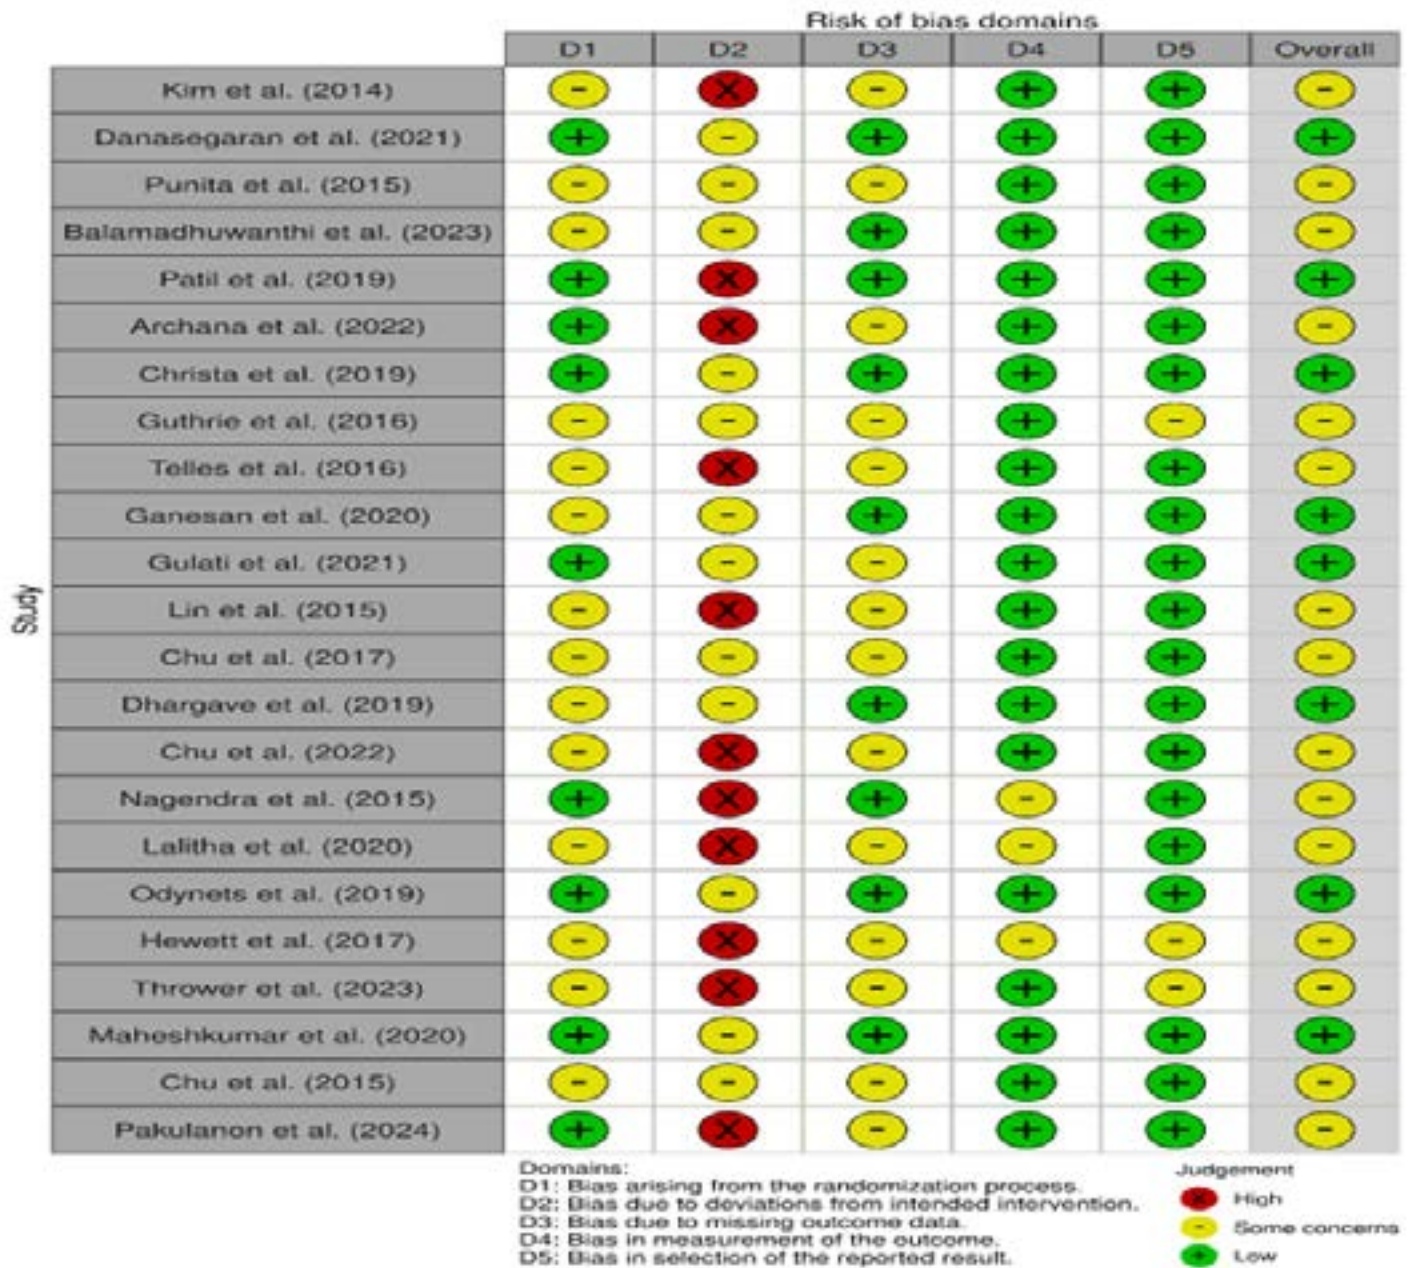 Risk of bias domains
D1 D2 D3 D4 D5 Overall
Study
Kim et al. (2014) - X - + + -
Danasegaran et al. (2021) + - + + + +
Punita et al. (2015) - - - + + -
Balamadhuwanthi et al. (2023) - - + + + -
Patil et al. (2019) + X + + + +
Archana et al. (2022) + X - + + -
Christa et al. (2019) + - + + + +
Guthrie et al. (2016) - - - + - -
Telles et al. (2016) - X - + + -
Ganesan et al. (2020) - - + + + +
Gulati et al. (2021) + - - + + +
Lin et al. (2015) - X - + + -
Chu et al. (2017) - - - + + -
Dhargave et al. (2019) - - + + + +
Chu et al. (2022) - X - + + -
Nagendra et al. (2015) + X + - + -
Lalitha et al. (2020) - X - - + -
Odynets et al. (2019) + - + + + +
Hewett et al. (2017) - X - - - -
Thrower et al. (2023) - X - + - -
Maheshkumar et al. (2020) + - + + + +
Chu et al. (2015) - - - + + -
Pakulanon et al. (2024) + X - + + -
Domains:
D1: Bias arising from the randomization process.
D2: Bias due to deviations from intended intervention.
D3: Bias due to missing outcome data.
D4: Bias in measurement of the outcome.
D5: Bias in selection of the reported result.
Judgement
X High
- Some concerns
+ Low